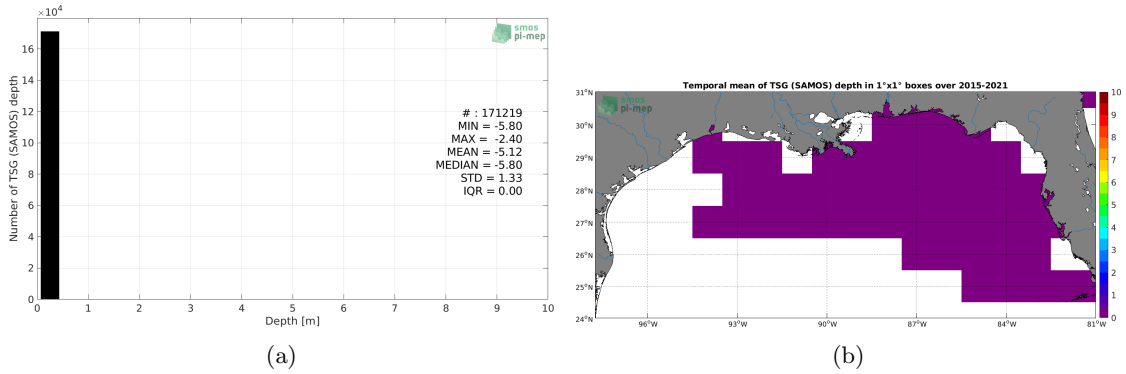 ×10⁴
16
14
12
10
8
6
4
2
0
Number of TSG (SAMOS) depth
smos
pi-mep
# : 171219
MIN = -5.80
MAX = -2.40
MEAN = -5.12
MEDIAN = -5.80
STD = 1.33
IQR = 0.00
0 1 2 3 4 5 6 7 8 9 10
Depth [m]
(a)
Temporal mean of TSG (SAMOS) depth in 1°x1° boxes over 2015-2021
smos
pi-mep
31°N
30°N
29°N
28°N
27°N
26°N
25°N
24°N
96°W 93°W 90°W 87°W 84°W 81°W
10
9
8
7
6
5
4
3
2
1
0
(b)